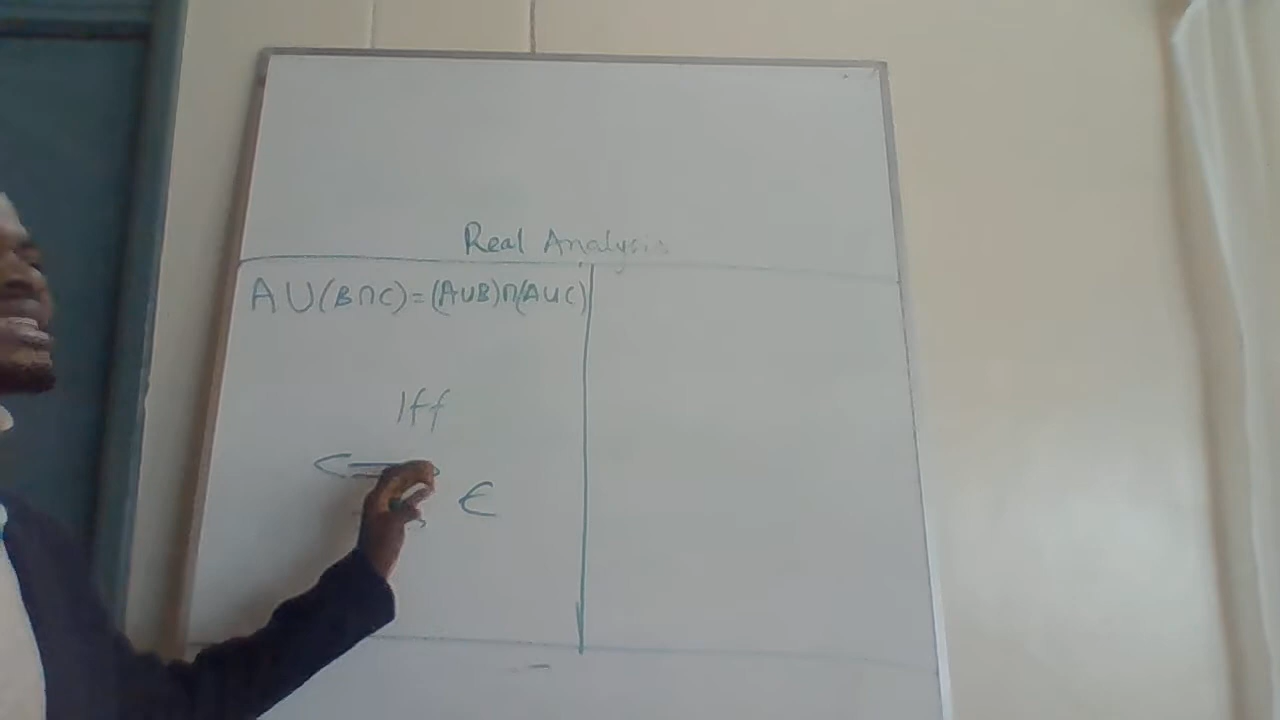 Real Analysis
A U (B ∩ C) = (A U B) ∩ (A U C)
Iff
∈